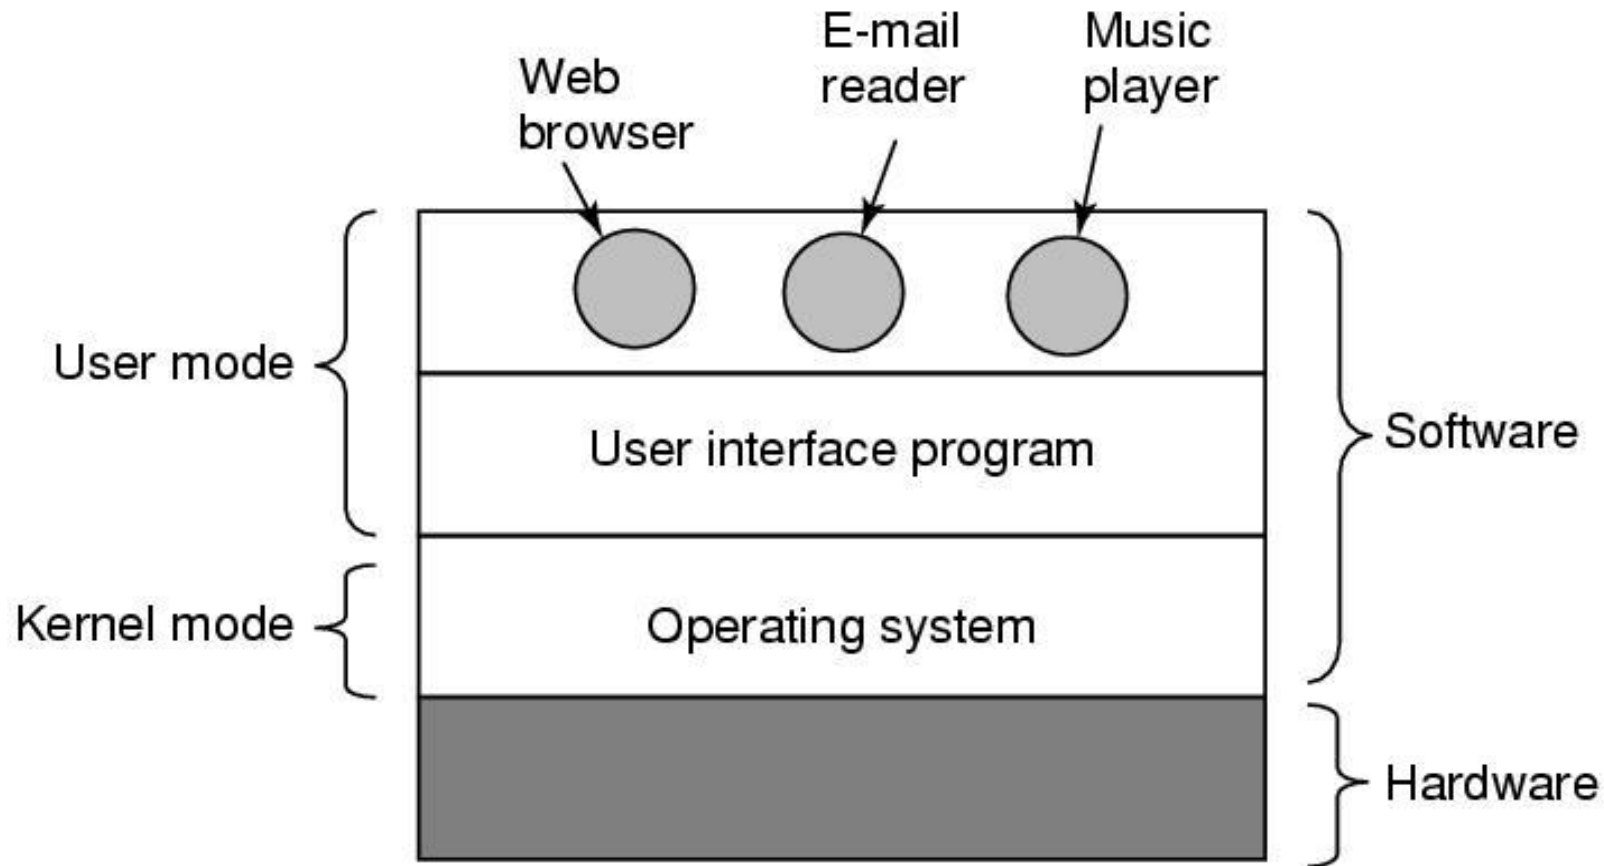 Web
browser
E-mail
reader
Music
player
User mode
User interface program
Software
Kernel mode
Operating system
Hardware